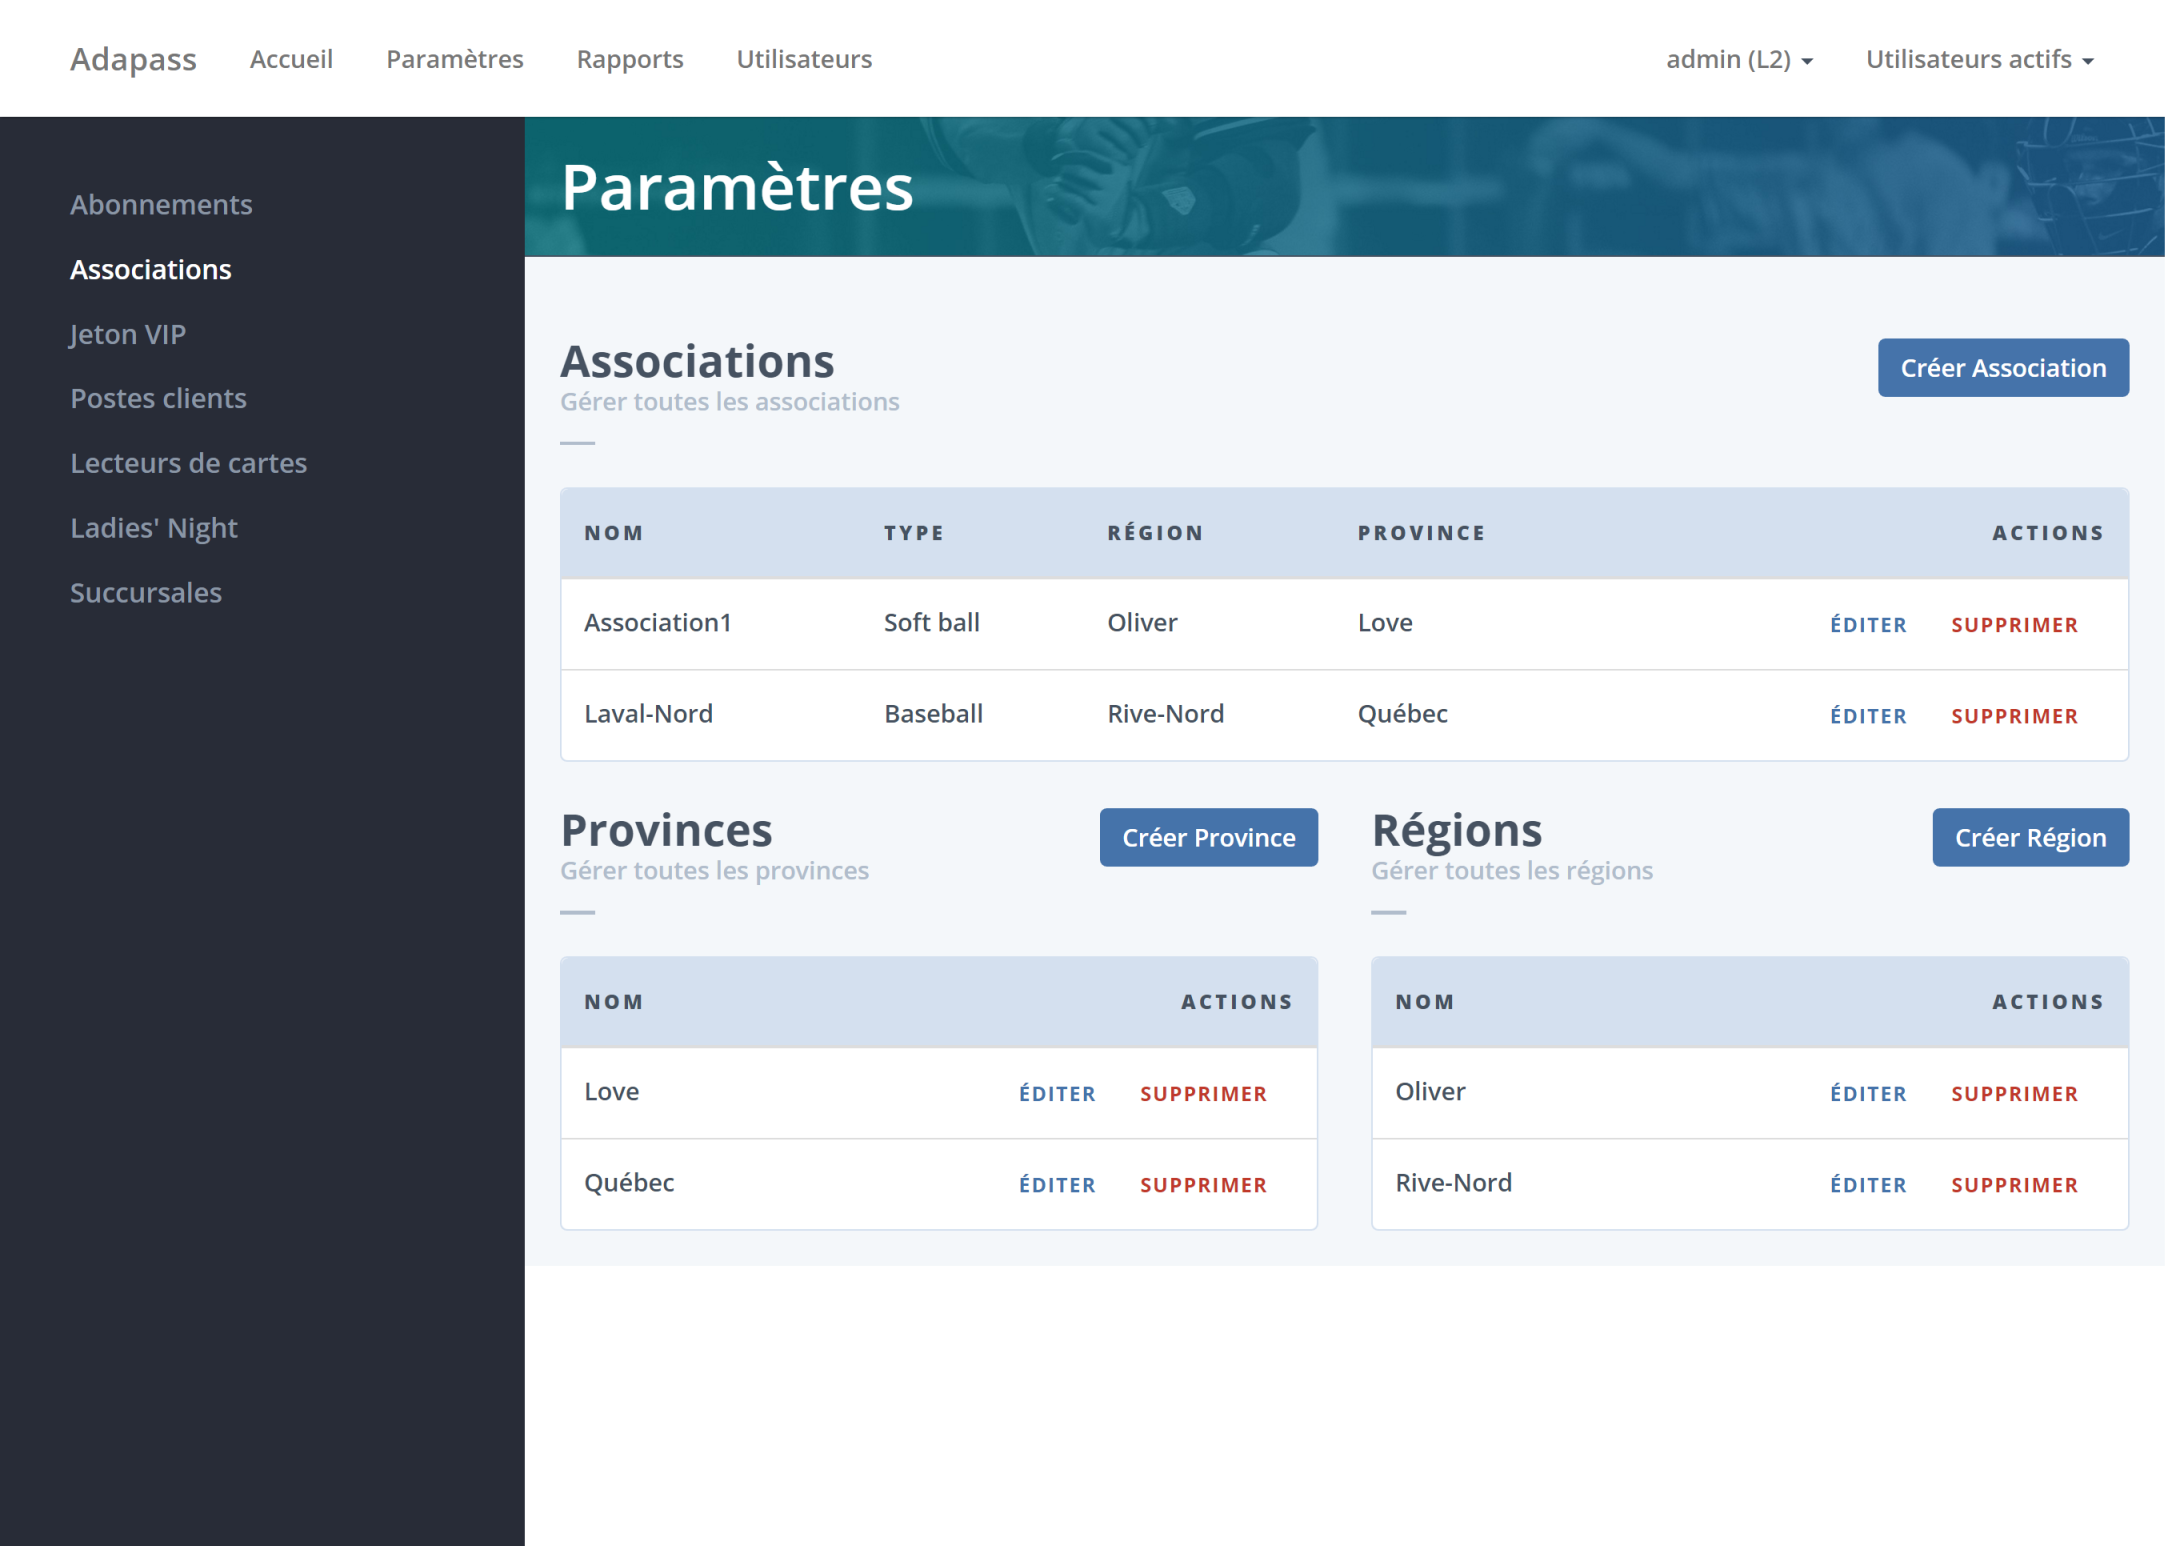 Adapass Accueil Paramètres Rapports Utilisateurs admin (L2) Utilisateurs actifs
Abonnements
Associations
Jeton VIP
Postes clients
Lecteurs de cartes
Ladies' Night
Succursales
Paramètres
Associations
Gérer toutes les associations
Créer Association
NOM TYPE RÉGION PROVINCE ACTIONS
Association1 Soft ball Oliver Love ÉDITER SUPPRIMER
Laval-Nord Baseball Rive-Nord Québec ÉDITER SUPPRIMER
Provinces
Gérer toutes les provinces
Créer Province
NOM ACTIONS
Love ÉDITER SUPPRIMER
Québec ÉDITER SUPPRIMER
Régions
Gérer toutes les régions
Créer Région
NOM ACTIONS
Oliver ÉDITER SUPPRIMER
Rive-Nord ÉDITER SUPPRIMER